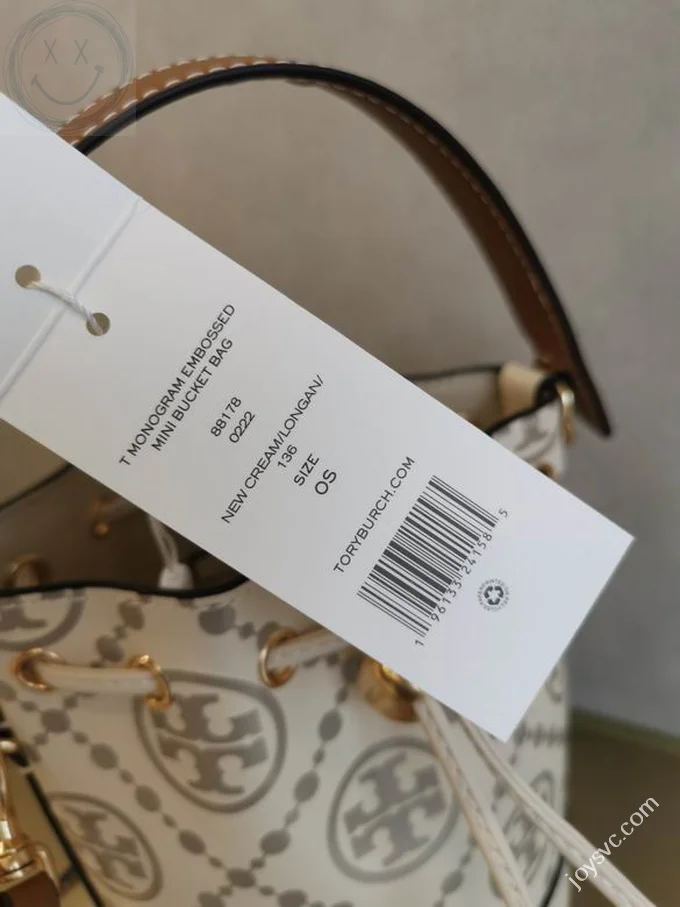 T MONOGRAM EMBOSSED
MINI BUCKET BAG
88178
0222
NEW CREAM/LONGAN/
136
SIZE
OS
TORYBURCH.COM
1 96133 24158 5
joysvc.com